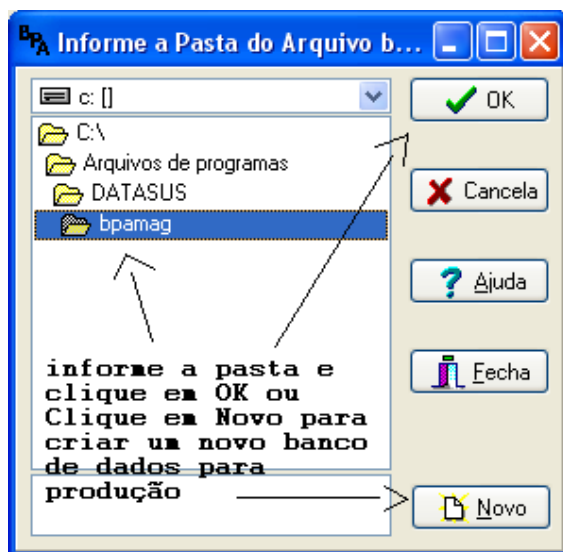 BPA Informe a Pasta do Arquivo b...
c: []
OK
C:\
Arquivos de programas
DATASUS
bpamag
Cancela
Ajuda
Fecha
informe a pasta e
clique em OK ou
Clique em Novo para
criar um novo banco
de dados para
produção
Novo